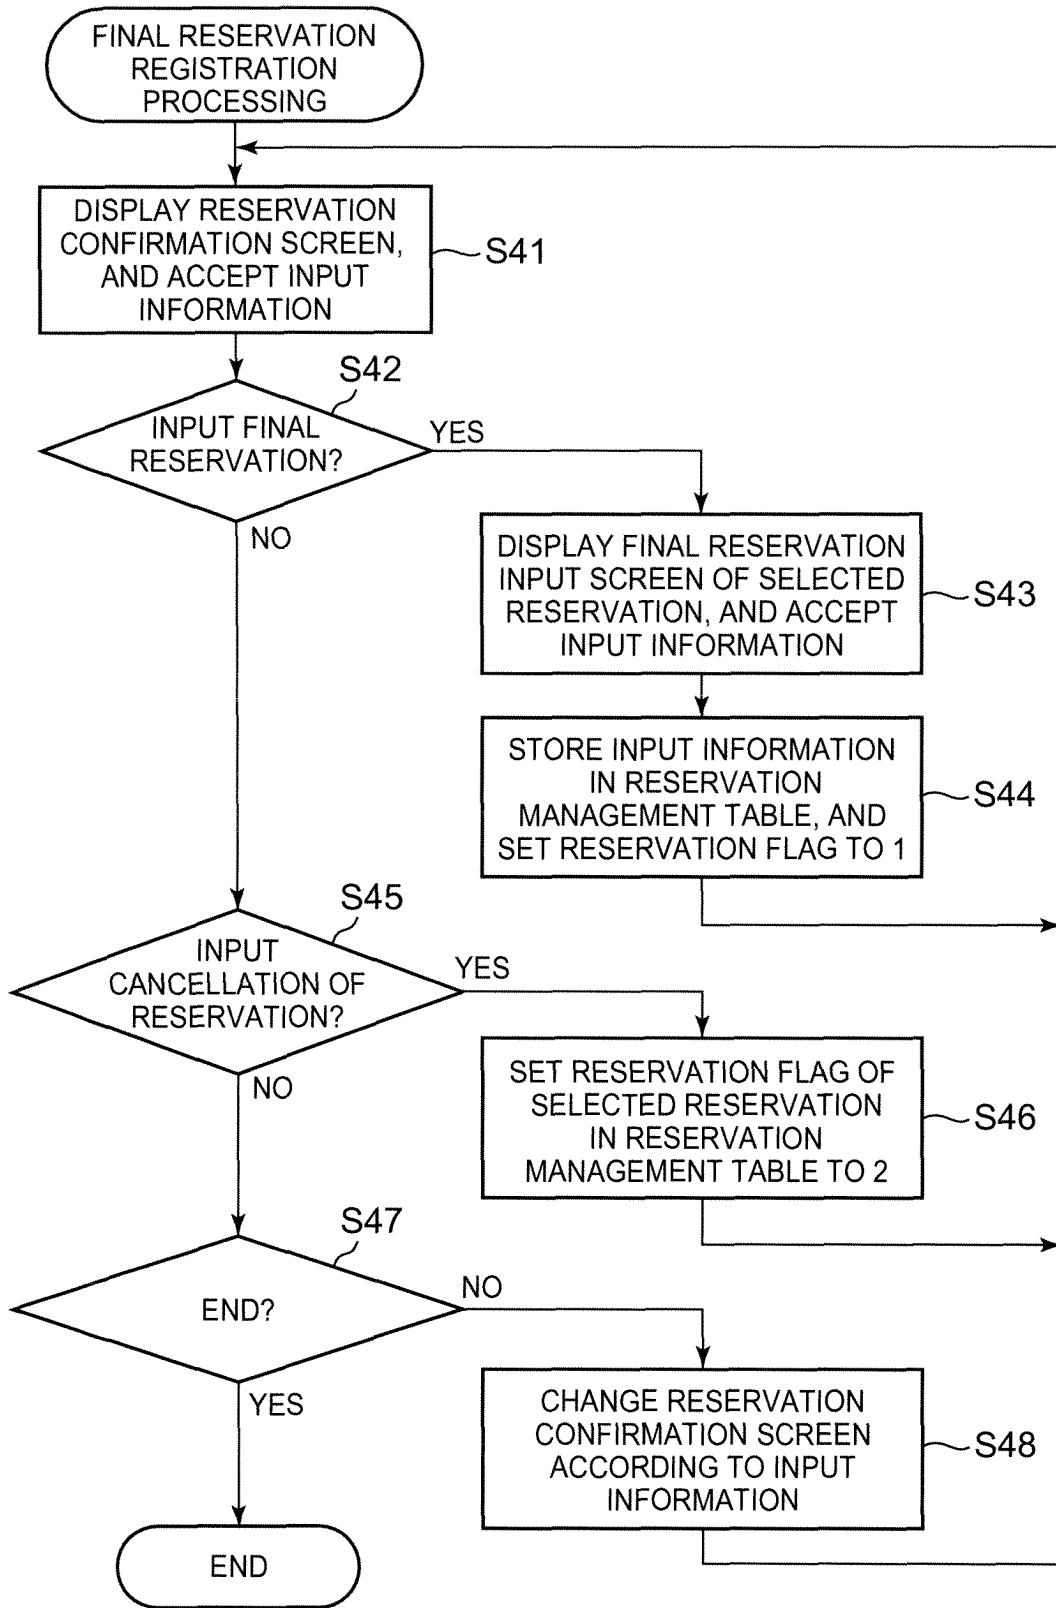 FINAL RESERVATION
REGISTRATION
PROCESSING
DISPLAY RESERVATION
CONFIRMATION SCREEN,
AND ACCEPT INPUT
INFORMATION
S41
S42
INPUT FINAL
RESERVATION?
YES
NO
DISPLAY FINAL RESERVATION
INPUT SCREEN OF SELECTED
RESERVATION, AND ACCEPT
INPUT INFORMATION
S43
STORE INPUT INFORMATION
IN RESERVATION
MANAGEMENT TABLE, AND
SET RESERVATION FLAG TO 1
S44
S45
INPUT
CANCELLATION OF
RESERVATION?
YES
NO
SET RESERVATION FLAG OF
SELECTED RESERVATION
IN RESERVATION
MANAGEMENT TABLE TO 2
S46
S47
END?
NO
YES
CHANGE RESERVATION
CONFIRMATION SCREEN
ACCORDING TO INPUT
INFORMATION
S48
END